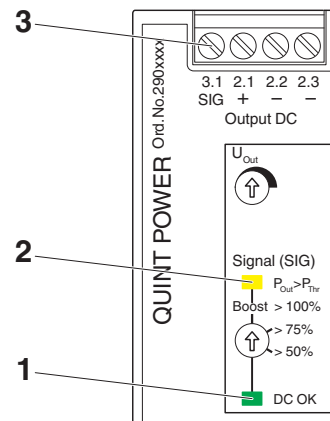 3
3.1 2.1 2.2 2.3
SIG + − −
Output DC
QUINT POWER Ord.No.290xxxx
UOut
Signal (SIG)
2
POut>PThr
Boost > 100%
> 75%
> 50%
1
DC OK